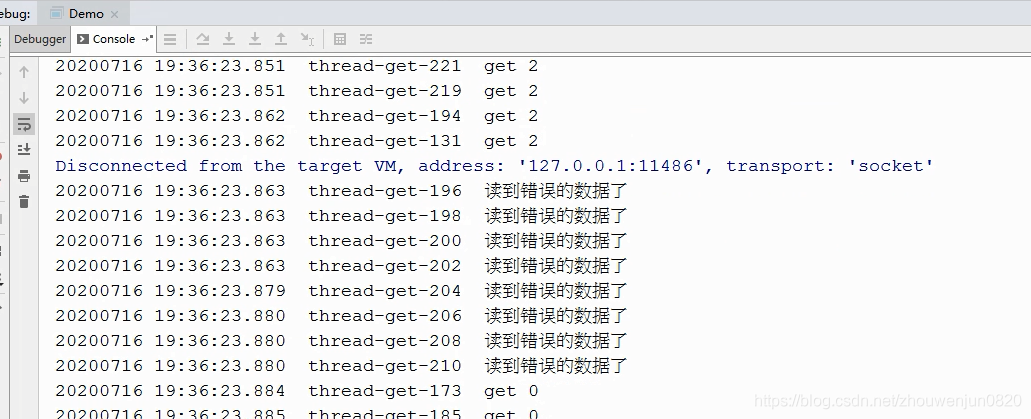 ebug:
Demo
Debugger
Console
20200716 19:36:23.851 thread-get-221 get 2
20200716 19:36:23.851 thread-get-219 get 2
20200716 19:36:23.862 thread-get-194 get 2
20200716 19:36:23.862 thread-get-131 get 2
Disconnected from the target VM, address: '127.0.0.1:11486', transport: 'socket'
20200716 19:36:23.863 thread-get-196 读到错误的数据了
20200716 19:36:23.863 thread-get-198 读到错误的数据了
20200716 19:36:23.863 thread-get-200 读到错误的数据了
20200716 19:36:23.863 thread-get-202 读到错误的数据了
20200716 19:36:23.879 thread-get-204 读到错误的数据了
20200716 19:36:23.880 thread-get-206 读到错误的数据了
20200716 19:36:23.880 thread-get-208 读到错误的数据了
20200716 19:36:23.880 thread-get-210 读到错误的数据了
20200716 19:36:23.884 thread-get-173 get 0
20200716 19:36:23.885 thread-get-185 get 0
https://blog.csdn.net/zhouwenjun0820